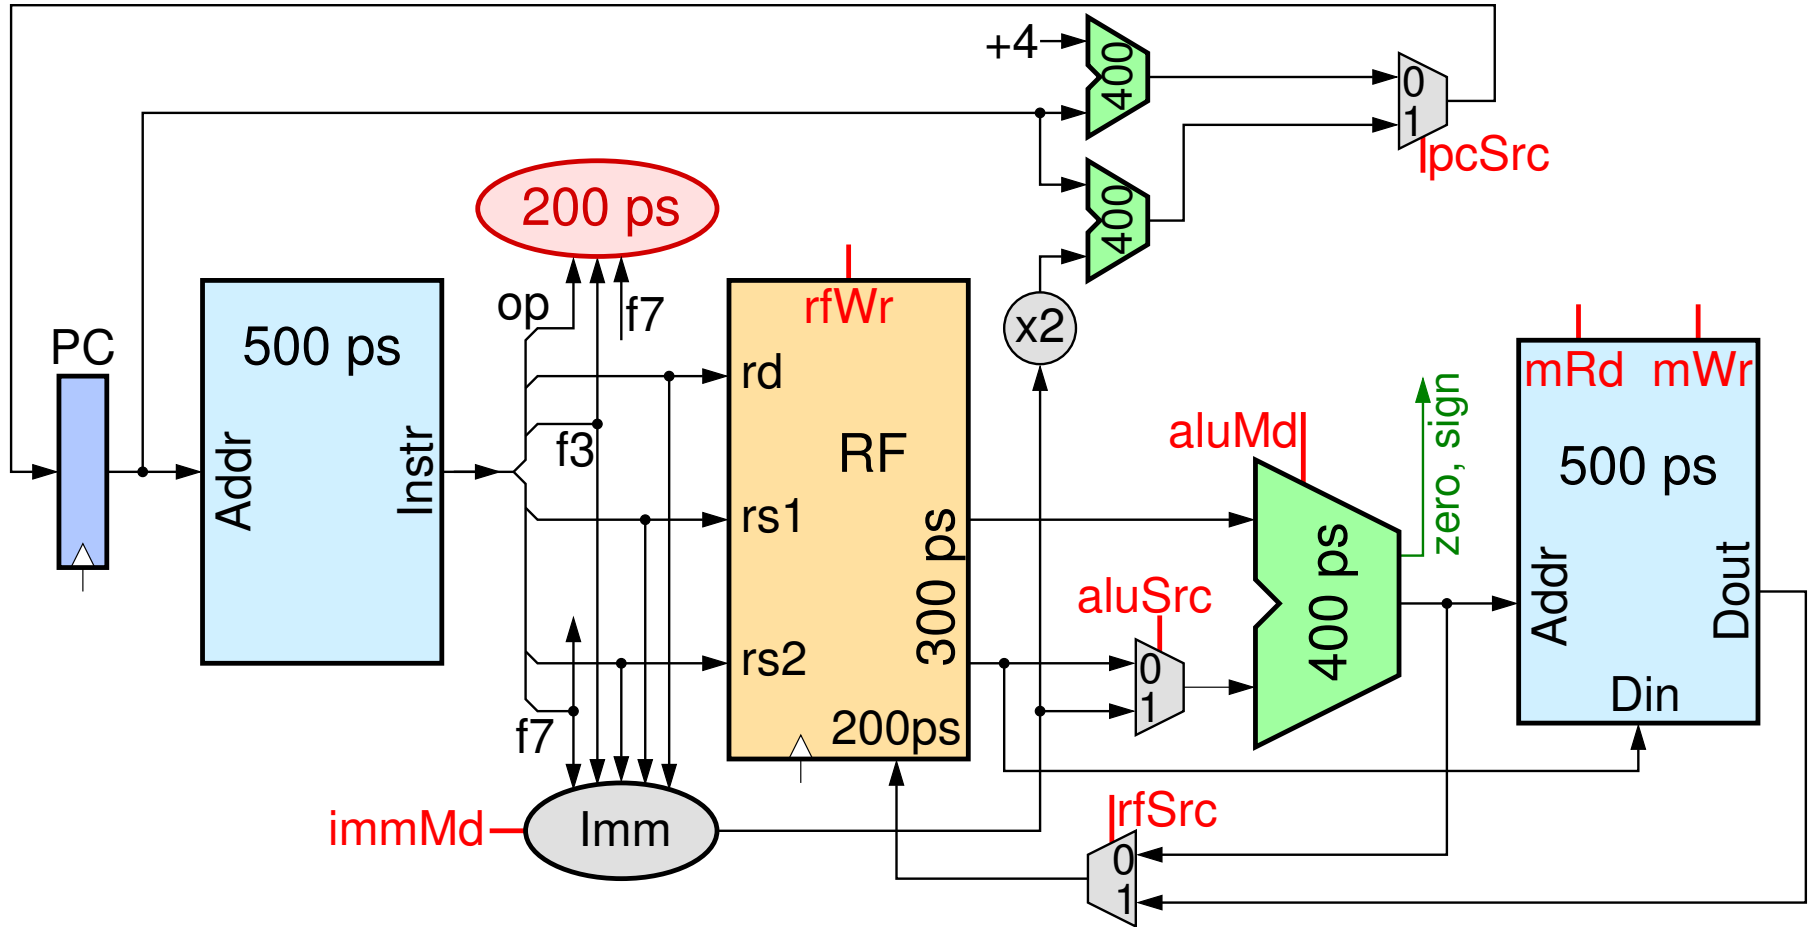 +4
400
0
1
pcSrc
200 ps
400
op
f7
rfWr
x2
PC
500 ps
rd
mRd
mWr
zero, sign
Addr
Instr
f3
RF
aluMd
500 ps
rs1
300 ps
aluSrc
400 ps
Addr
Dout
rs2
0
1
Din
f7
200ps
immMd
Imm
rfSrc
0
1